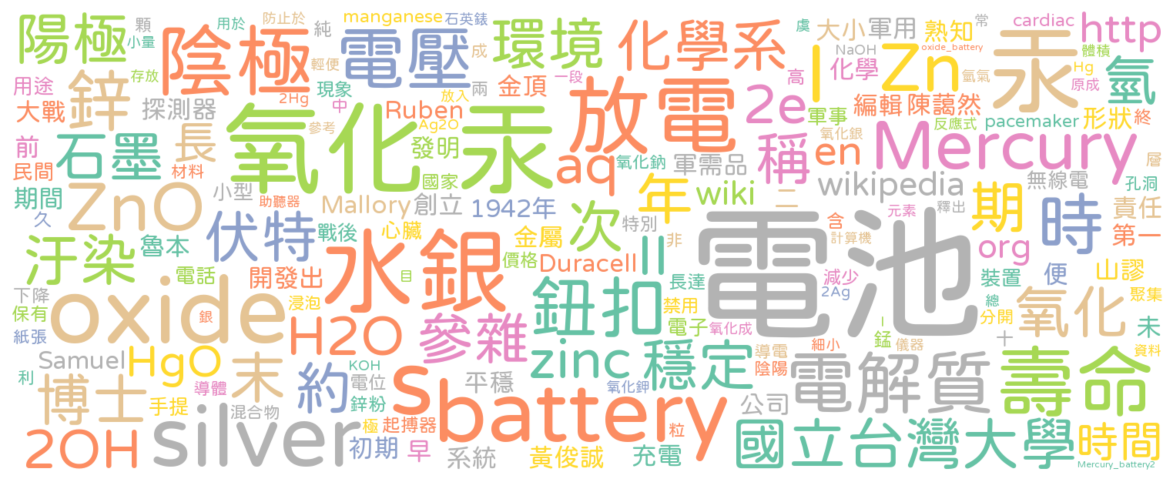 陽極
小量
用於
防止於
顆
純
manganese
石英錶
輕便
成
陰極
電壓
環境
化學系
大小
軍用
虞
熟知
常
cardiac
http
NaOH
oxide_battery
體積
Hg
化學
氫氣
原成
I
Zn
汞
氫
用途
存放
2Hg
現象
放入
兩
一段
金頂
高
2e
編輯
陳藹然
大戰
鋅
探測器
中
Ruben
Ag2O
放電
軍事
氧化銀
反應式
pacemaker
形狀
終
前
民間
石墨
材料
長
氧化汞
參考
發明
國家
aq
氧化鈉
軍需品
稱
en
Mercury
層
孔洞
期間
久
ZnO
小型
助聽器
Mallory
創立
1942年
年
wiki
二
wikipedia
無線電
責任
元素
釋出
含
計算機
期
時
第一
汙染
魯本
伏特
戰後
心臟
金屬
次
特別
電池
org
電話
水銀
價格
Duracell
ll
非
長達
減少
裝置
便
山謬
下降
保有
紙張
開發出
浸泡
銀
目
鈕扣
禁用
2Ag
總
聚集
電子
氧化成
I
錳
分開
儀器
十
氧化
未
資料
oxide
H2O
參雜
細小
利
Samuel
HgO
末
導體
KOH
約
電位
平穩
s
zinc
穩定
導電
陰陽
電解質
壽命
氧化鉀
博士
手提
混合物
鋅粉
極
起搏器
battery
粒
公司
2OH
silver
初期
早
系統
黃俊誠
充電
國立台灣大學
時間
Mercury_battery2